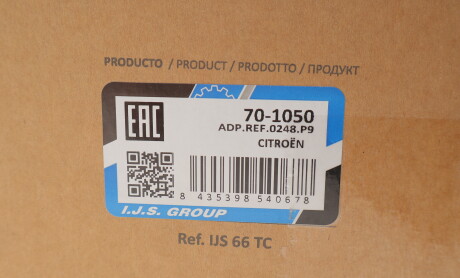 PRODUCTO / PRODUCT / PRODOTTO / ПРОДУКТ
EAC
70-1050
ADP.REF.0248.P9
CITROËN
8 435398 540678
I.J.S. GROUP
Ref. IJS 66 TC